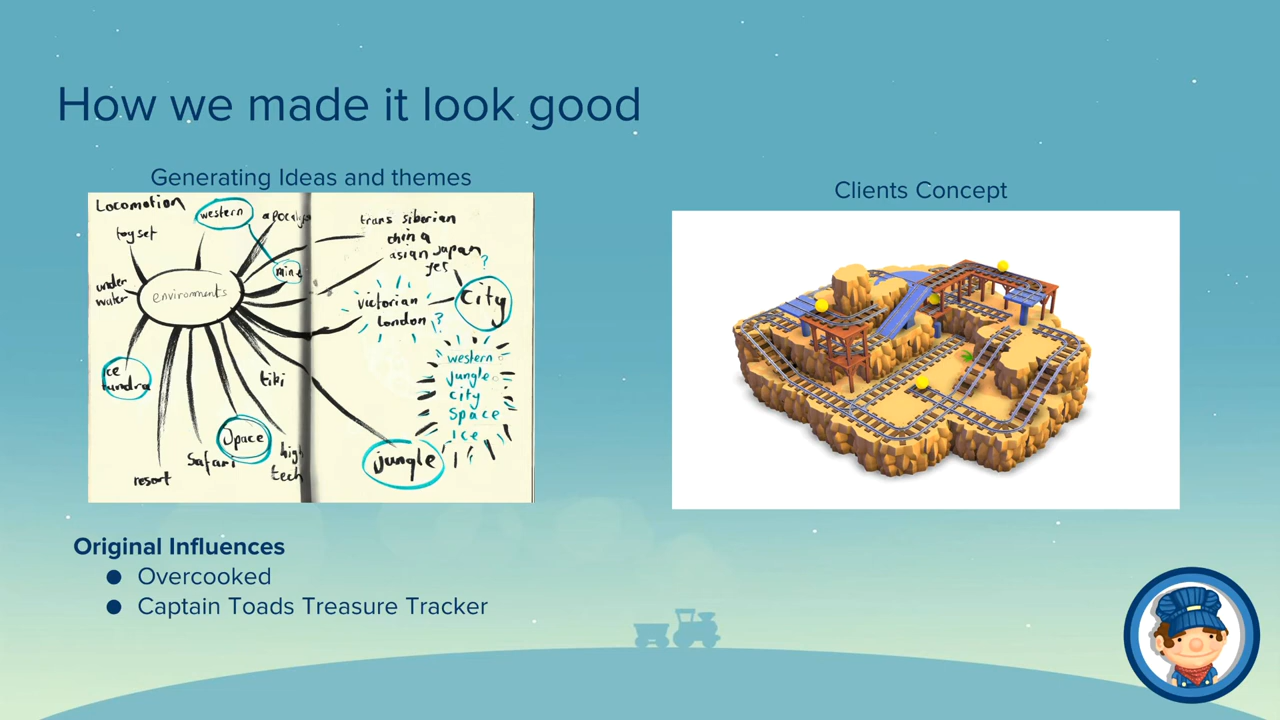 How we made it look good
Generating Ideas and themes
Locomotion
western
apocalyps
toy set
mine
under
water
environments
ice
tundra
tiki
Space
Safari
high
tech
resort
trans siberian
china
asian japan
yes
?
victorian
london
?
City
western
jungle
city
Space
Ice
jungle
Clients Concept
Original Influences
● Overcooked
● Captain Toads Treasure Tracker